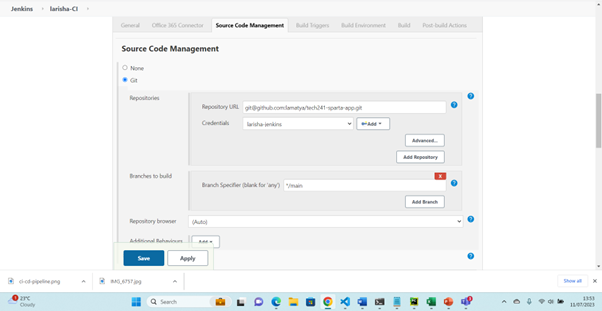 Jenkins > larisha-CI >
General Office 365 Connector Source Code Management Build Triggers Build Environment Build Post-build Actions
Source Code Management
None
Git
Repositories
Repository URL git@github.com:lamatya/tech241-sparta-app.git
Credentials larisha-jenkins Add
Advanced...
Add Repository
Branches to build
X
Branch Specifier (blank for 'any') */main
Add Branch
Repository browser (Auto)
Additional Behaviours Add
Save Apply
ci-cd-pipeline.png IMG_6757.jpg Show all
23°C
Cloudy
Search
13:53
11/07/2023